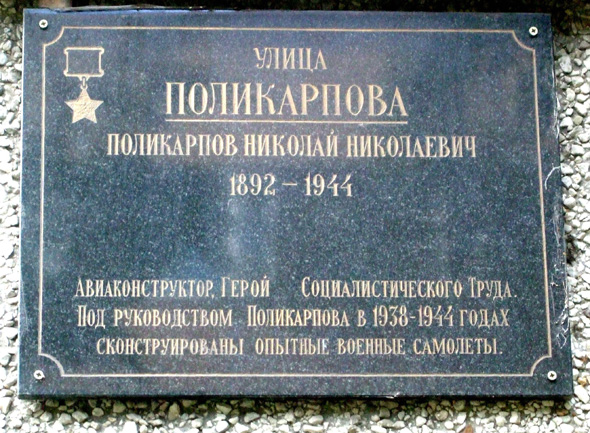 УЛИЦА
ПОЛИКАРПОВА
ПОЛИКАРПОВ НИКОЛАЙ НИКОЛАЕВИЧ
1892 – 1944
АВИАКОНСТРУКТОР, ГЕРОЙ СОЦИАЛИСТИЧЕСКОГО ТРУДА.
ПОД РУКОВОДСТВОМ ПОЛИКАРПОВА В 1938-1944 ГОДАХ
СКОНСТРУИРОВАНЫ ОПЫТНЫЕ ВОЕННЫЕ САМОЛЕТЫ.